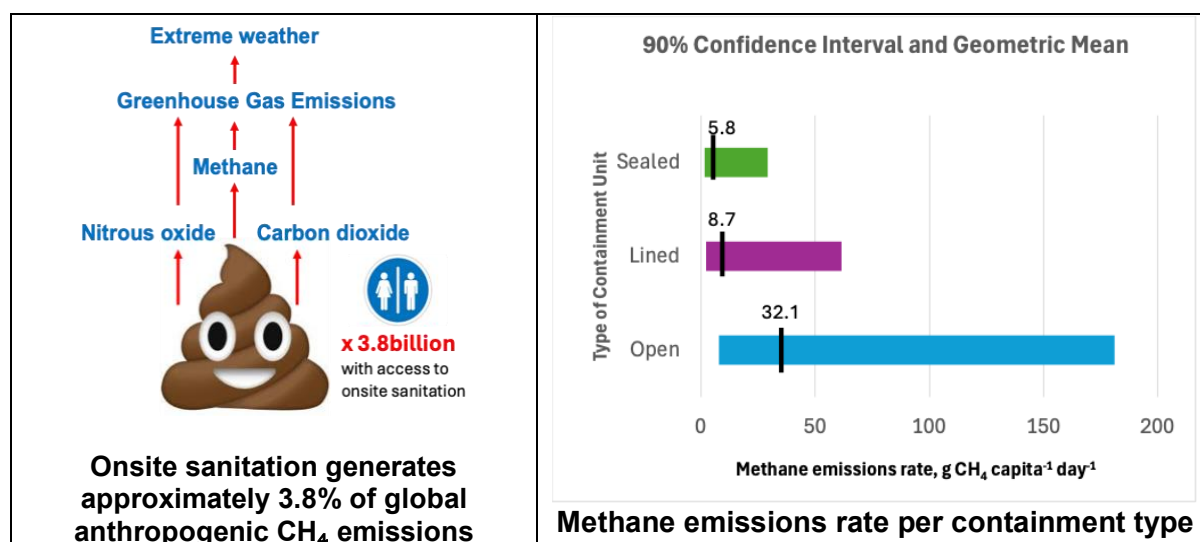 Extreme weather
Greenhouse Gas Emissions
Methane
Nitrous oxide
Carbon dioxide
x 3.8billion
with access to
onsite sanitation
Onsite sanitation generates
approximately 3.8% of global
anthropogenic CH₄ emissions
90% Confidence Interval and Geometric Mean
Type of Containment Unit
5.8
Sealed
8.7
Lined
32.1
Open
0 50 100 150 200
Methane emissions rate, g CH₄ capita⁻¹ day⁻¹
Methane emissions rate per containment type